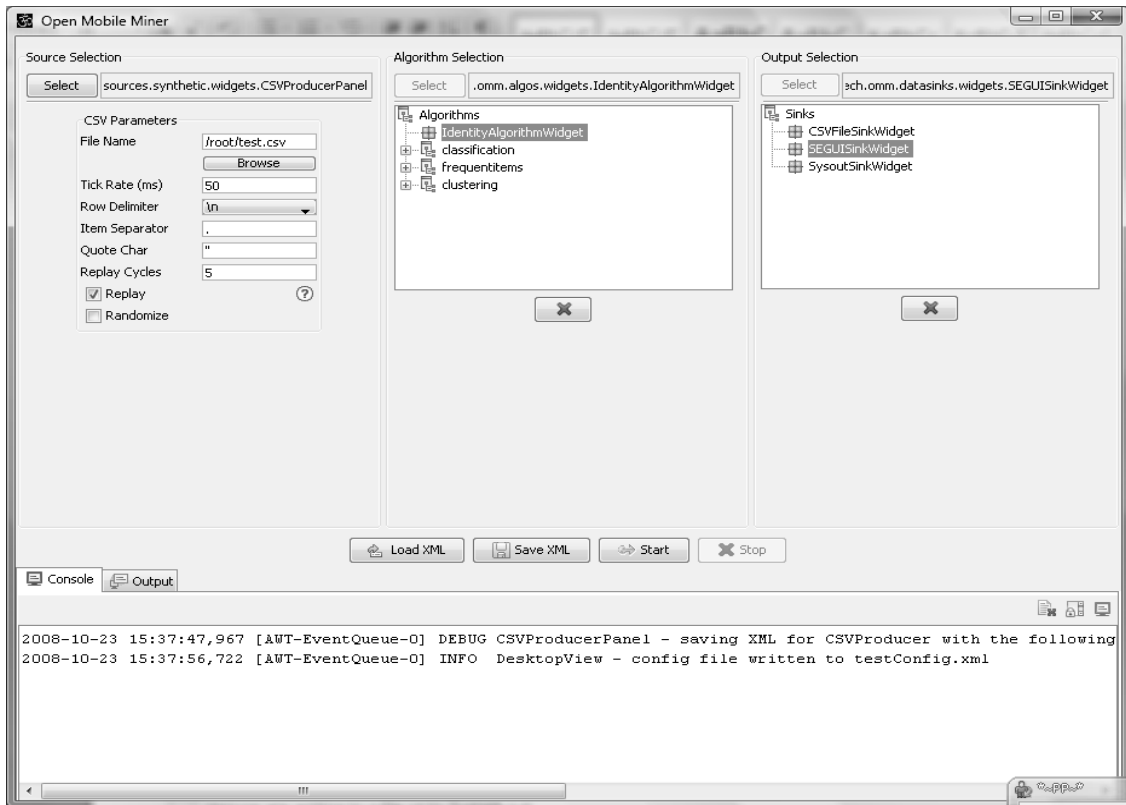 Open Mobile Miner
Source Selection
Select sources.synthetic.widgets.CSVProducerPanel
CSV Parameters
File Name /root/test.csv
Browse
Tick Rate (ms) 50
Row Delimiter \n
Item Separator .
Quote Char "
Replay Cycles 5
Replay ?
Randomize
Algorithm Selection
Select .omm.algos.widgets.IdentityAlgorithmWidget
Algorithms
IdentityAlgorithmWidget
classification
frequentitems
clustering
Output Selection
Select ech.omm.datasinks.widgets.SEGUISinkWidget
Sinks
CSVFileSinkWidget
SEGUISinkWidget
SysoutSinkWidget
Load XML Save XML Start Stop
Console Output
2008-10-23 15:37:47,967 [AWT-EventQueue-0] DEBUG CSVProducerPanel - saving XML for CSVProducer with the following
2008-10-23 15:37:56,722 [AWT-EventQueue-0] INFO DesktopView - config file written to testConfig.xml